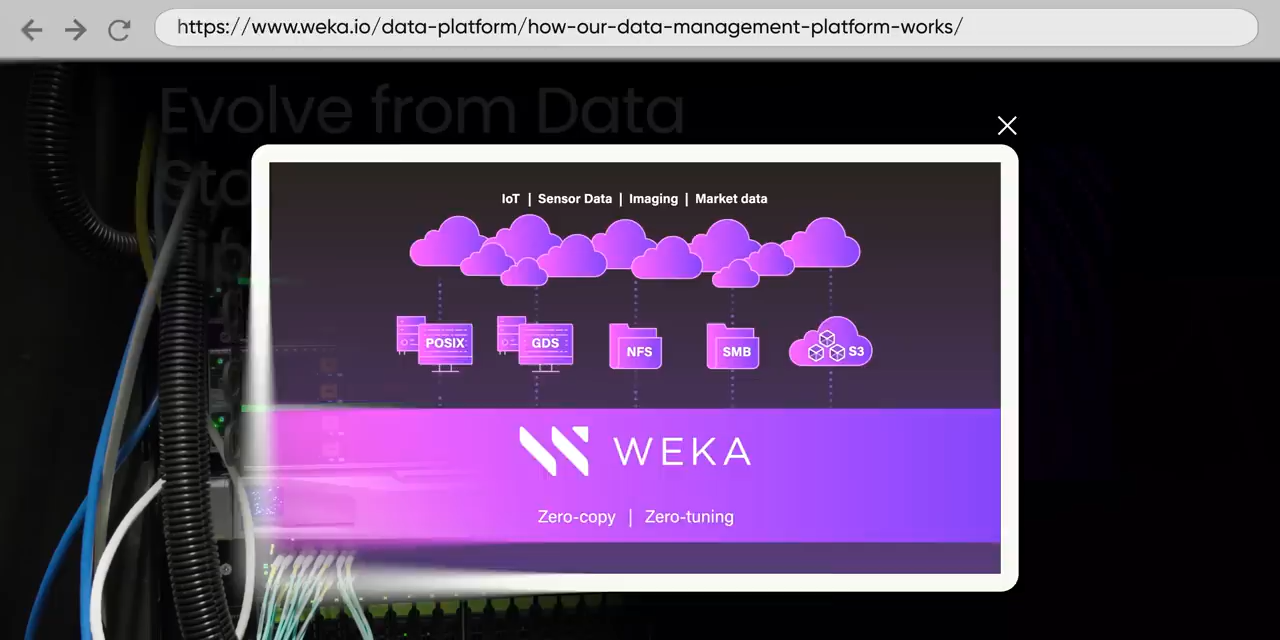 https://www.weka.io/data-platform/how-our-data-management-platform-works/
Evolve from Data
Sto
IoT | Sensor Data | Imaging | Market data
POSIX
GDS
NFS
SMB
S3
WEKA
Zero-copy | Zero-tuning